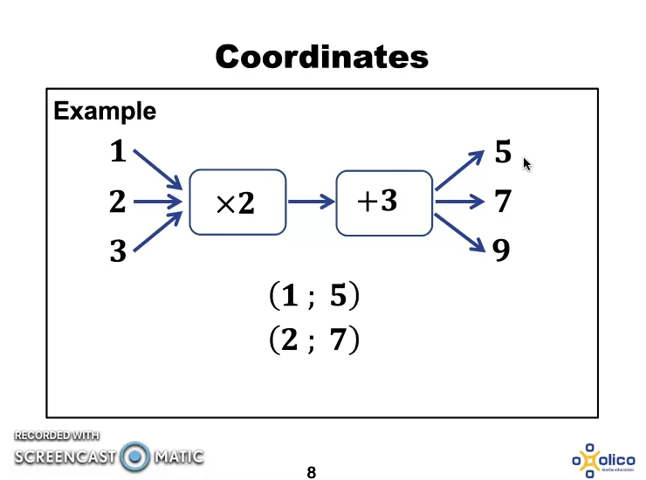 Coordinates
Example
1 5
2 ×2 +3 7
3 9
(1 ; 5)
(2 ; 7)
RECORDED WITH
SCREENCAST MATIC
8
olico